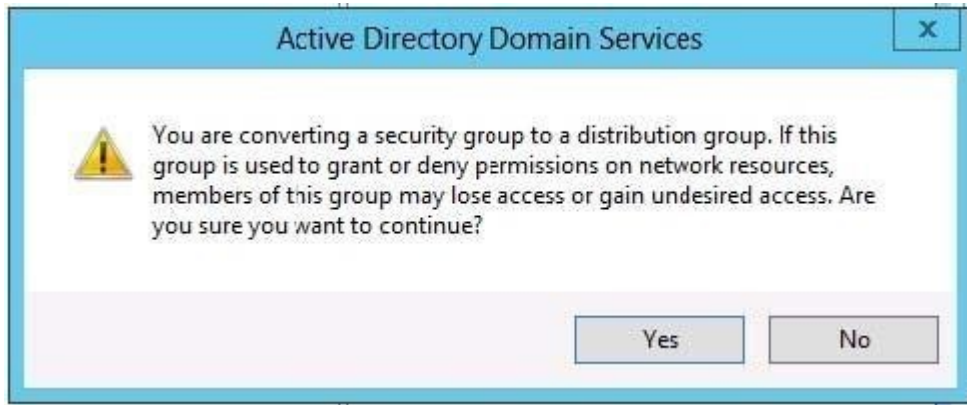 Active Directory Domain Services
x
You are converting a security group to a distribution group. If this
group is used to grant or deny permissions on network resources,
members of this group may lose access or gain undesired access. Are
you sure you want to continue?
Yes
No